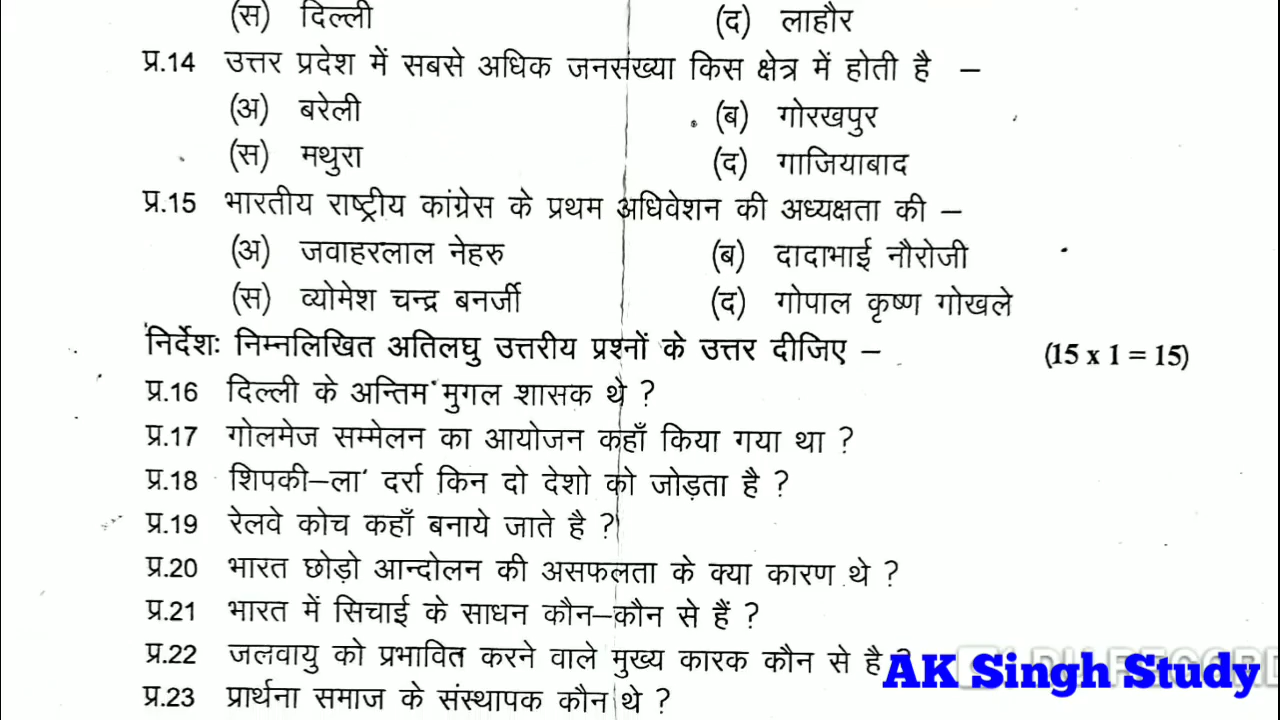 (स) दिल्ली (द) लाहौर
प्र.14 उत्तर प्रदेश में सबसे अधिक जनसंख्या किस क्षेत्र में होती है –
(अ) बरेली (ब) गोरखपुर
(स) मथुरा (द) गाजियाबाद
प्र.15 भारतीय राष्ट्रीय कांग्रेस के प्रथम अधिवेशन की अध्यक्षता की –
(अ) जवाहरलाल नेहरु (ब) दादाभाई नौरोजी
(स) व्योमेश चन्द्र बनर्जी (द) गोपाल कृष्ण गोखले
निर्देशः निम्नलिखित अतिलघु उत्तरीय प्रश्नों के उत्तर दीजिए – (15 x 1 = 15)
प्र.16 दिल्ली के अन्तिम मुगल शासक थे ?
प्र.17 गोलमेज सम्मेलन का आयोजन कहाँ किया गया था ?
प्र.18 शिपकी–ला दर्रा किन दो देशो को जोड़ता है ?
प्र.19 रेलवे कोच कहाँ बनाये जाते है ?
प्र.20 भारत छोड़ो आन्दोलन की असफलता के क्या कारण थे ?
प्र.21 भारत में सिचाई के साधन कौन–कौन से हैं ?
प्र.22 जलवायु को प्रभावित करने वाले मुख्य कारक कौन से है ?
AK Singh Study
प्र.23 प्रार्थना समाज के संस्थापक कौन थे ?